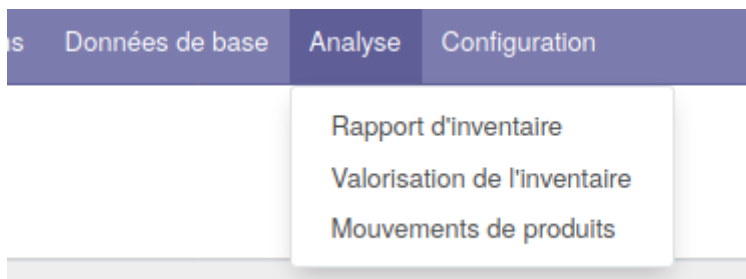 Données de base Analyse Configuration
Rapport d'inventaire
Valorisation de l'inventaire
Mouvements de produits